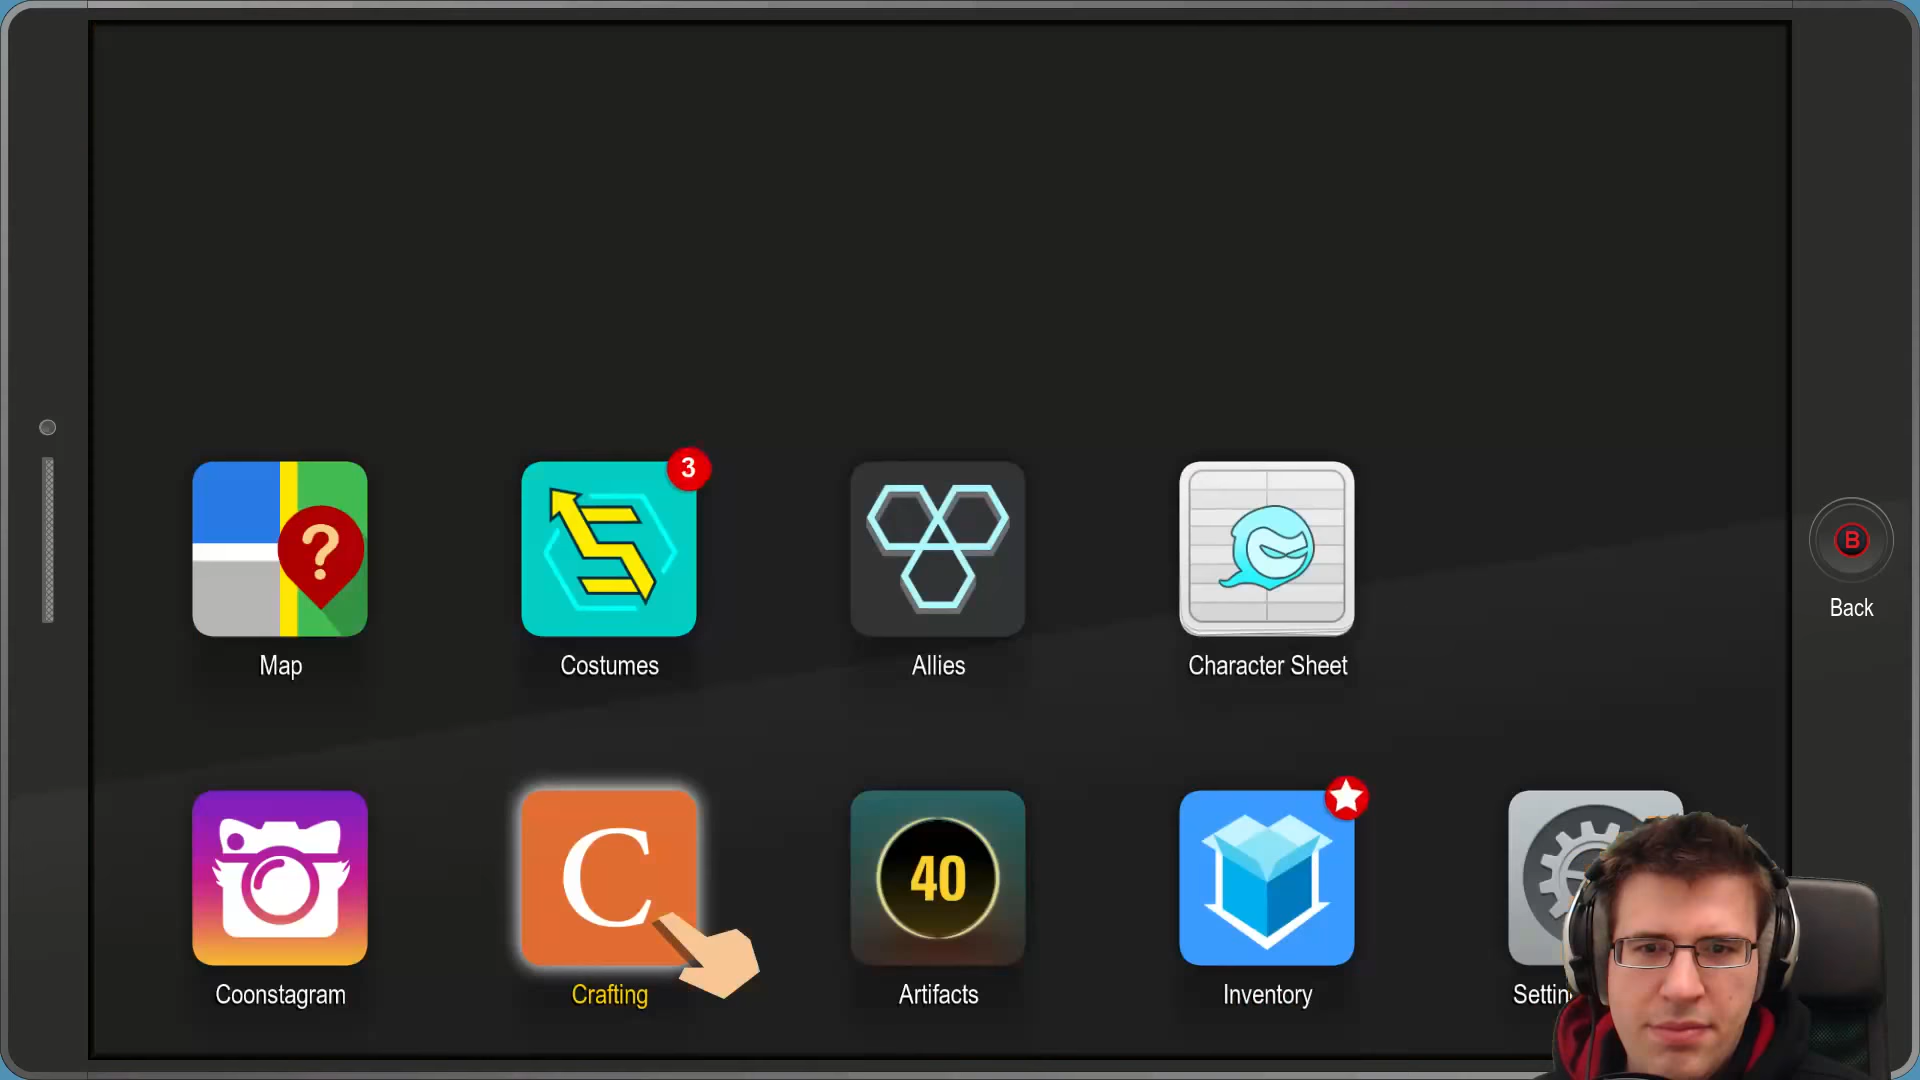 3
?
Map
Costumes
Allies
Character Sheet
B
Back
C
40
Coonstagram
Crafting
Artifacts
Inventory